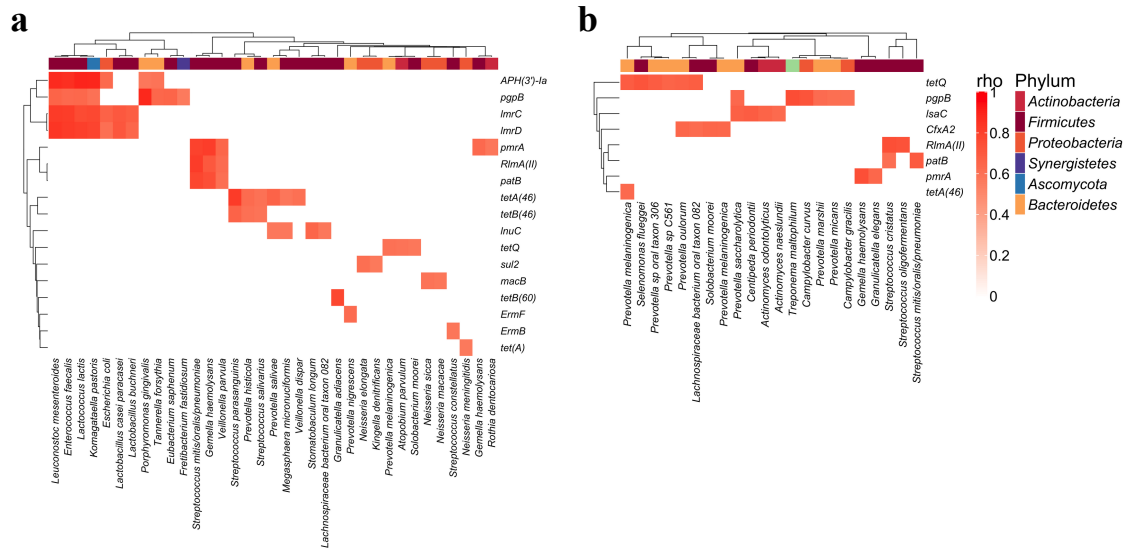 a
APH(3')-Ia
pgpB
lmrC
lmrD
pmrA
RlmA(II)
patB
tetA(46)
tetB(46)
lnuC
tetQ
sul2
macB
tetB(60)
ErmF
ErmB
tet(A)
Leuconostoc mesenteroides
Enterococcus faecalis
Lactococcus lactis
Komagataella pastoris
Escherichia coli
Lactobacillus casei paracasei
Lactobacillus buchneri
Porphyromonas gingivalis
Tannerella forsythia
Eubacterium saphenum
Fretibacterium fastidiosum
Streptococcus mitis/oralis/pneumoniae
Gemella haemolysans
Veillonella parvula
Streptococcus parasanguinis
Prevotella histicola
Streptococcus salivarius
Prevotella salivae
Megasphaera micronuciformis
Veillonella dispar
Stomatobaculum longum
Lachnospiraceae bacterium oral taxon 082
Granulicatella adiacens
Prevotella nigrescens
Neisseria elongata
Kingella denitrificans
Prevotella melaninogenica
Atopobium parvulum
Solobacterium moorei
Neisseria sicca
Neisseria macacae
Streptococcus constellatus
Neisseria meningitidis
Gemella haemolysans
Rothia dentocariosa
b
tetQ
pgpB
lsaC
CfxA2
RlmA(II)
patB
pmrA
tetA(46)
Prevotella melaninogenica
Selenomonas flueggei
Prevotella sp oral taxon 306
Prevotella sp C561
Prevotella oulorum
Lachnospiraceae bacterium oral taxon 082
Solobacterium moorei
Prevotella melaninogenica
Prevotella saccharolytica
Centipeda periodontii
Actinomyces odontolyticus
Actinomyces naeslundii
Treponema maltophilum
Campylobacter curvus
Prevotella marshii
Prevotella micans
Campylobacter gracilis
Gemella haemolysans
Granulicatella elegans
Streptococcus cristatus
Streptococcus oligofermentans
Streptococcus mitis/oralis/pneumoniae
rho
1
0.8
0.6
0.4
0.2
0
Phylum
Actinobacteria
Firmicutes
Proteobacteria
Synergistetes
Ascomycota
Bacteroidetes